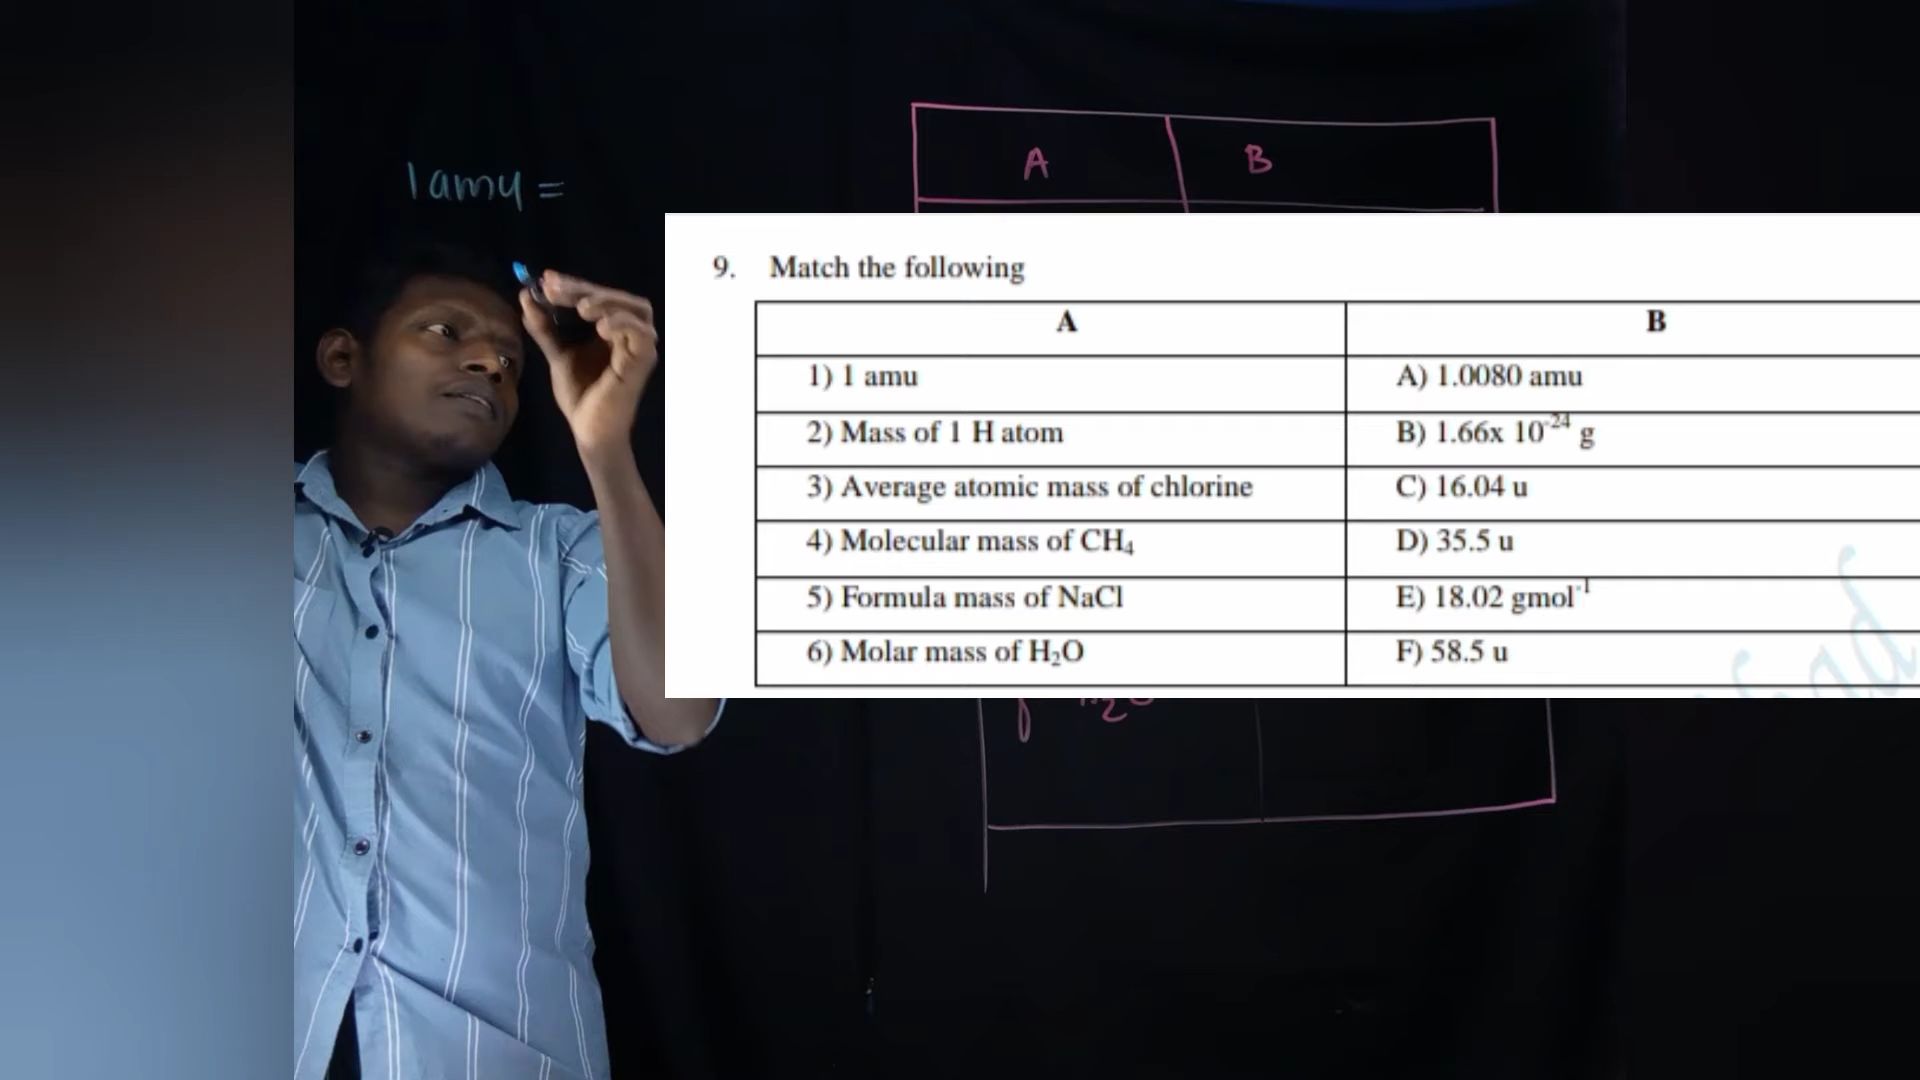 1 amu =
A B
9. Match the following
A B
1) 1 amu A) 1.0080 amu
2) Mass of 1 H atom B) 1.66x 10⁻²⁴ g
3) Average atomic mass of chlorine C) 16.04 u
4) Molecular mass of CH₄ D) 35.5 u
5) Formula mass of NaCl E) 18.02 gmol⁻¹
6) Molar mass of H₂O F) 58.5 u